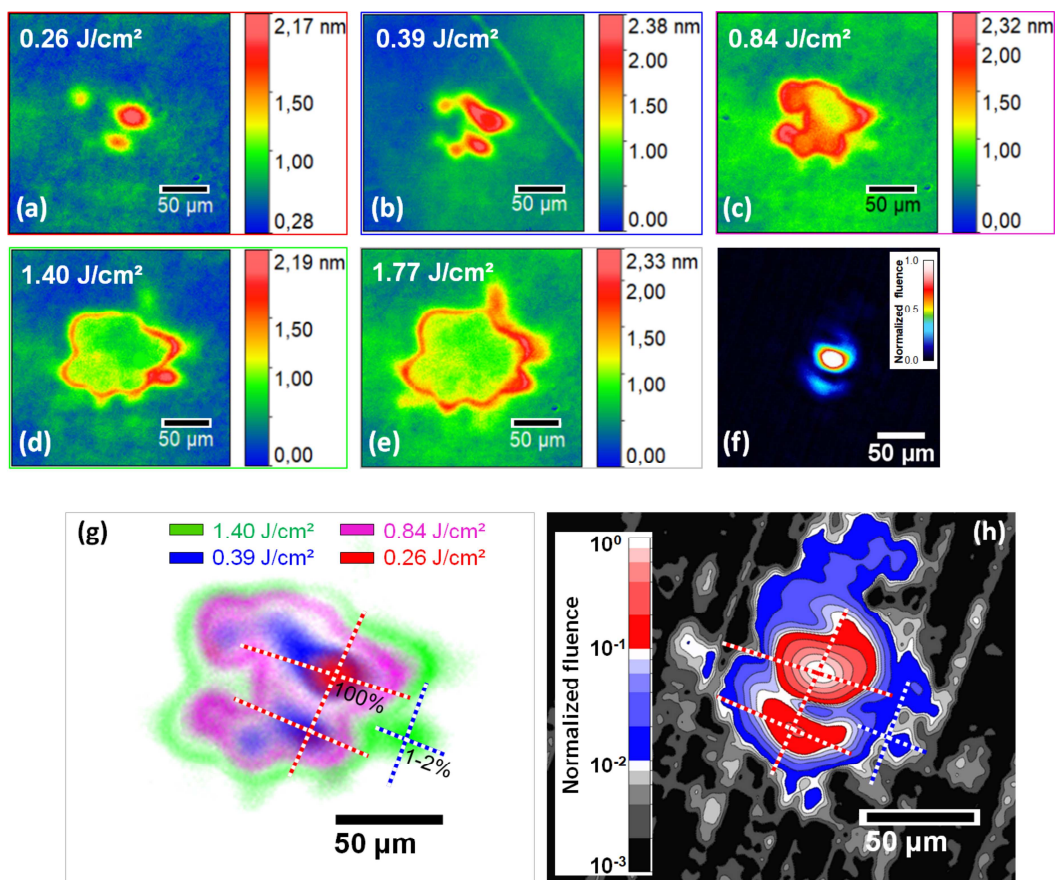 0.26 J/cm²
2,17 nm
1,50
1,00
0,28
50 µm
(a)
0.39 J/cm²
2.38 nm
2.00
1.50
1.00
0.00
50 µm
(b)
0.84 J/cm²
2,32 nm
2,00
1,50
1,00
0,00
50 µm
(c)
1.40 J/cm²
2,19 nm
1,50
1,00
0,00
50 µm
(d)
1.77 J/cm²
2,33 nm
2,00
1,50
1,00
0,00
50 µm
(e)
Normalized fluence
1.0
0.5
0.0
50 µm
(f)
(g)
1.40 J/cm²
0.84 J/cm²
0.39 J/cm²
0.26 J/cm²
100%
1-2%
50 µm
(h)
Normalized fluence
10⁰
10⁻¹
10⁻²
10⁻³
50 µm